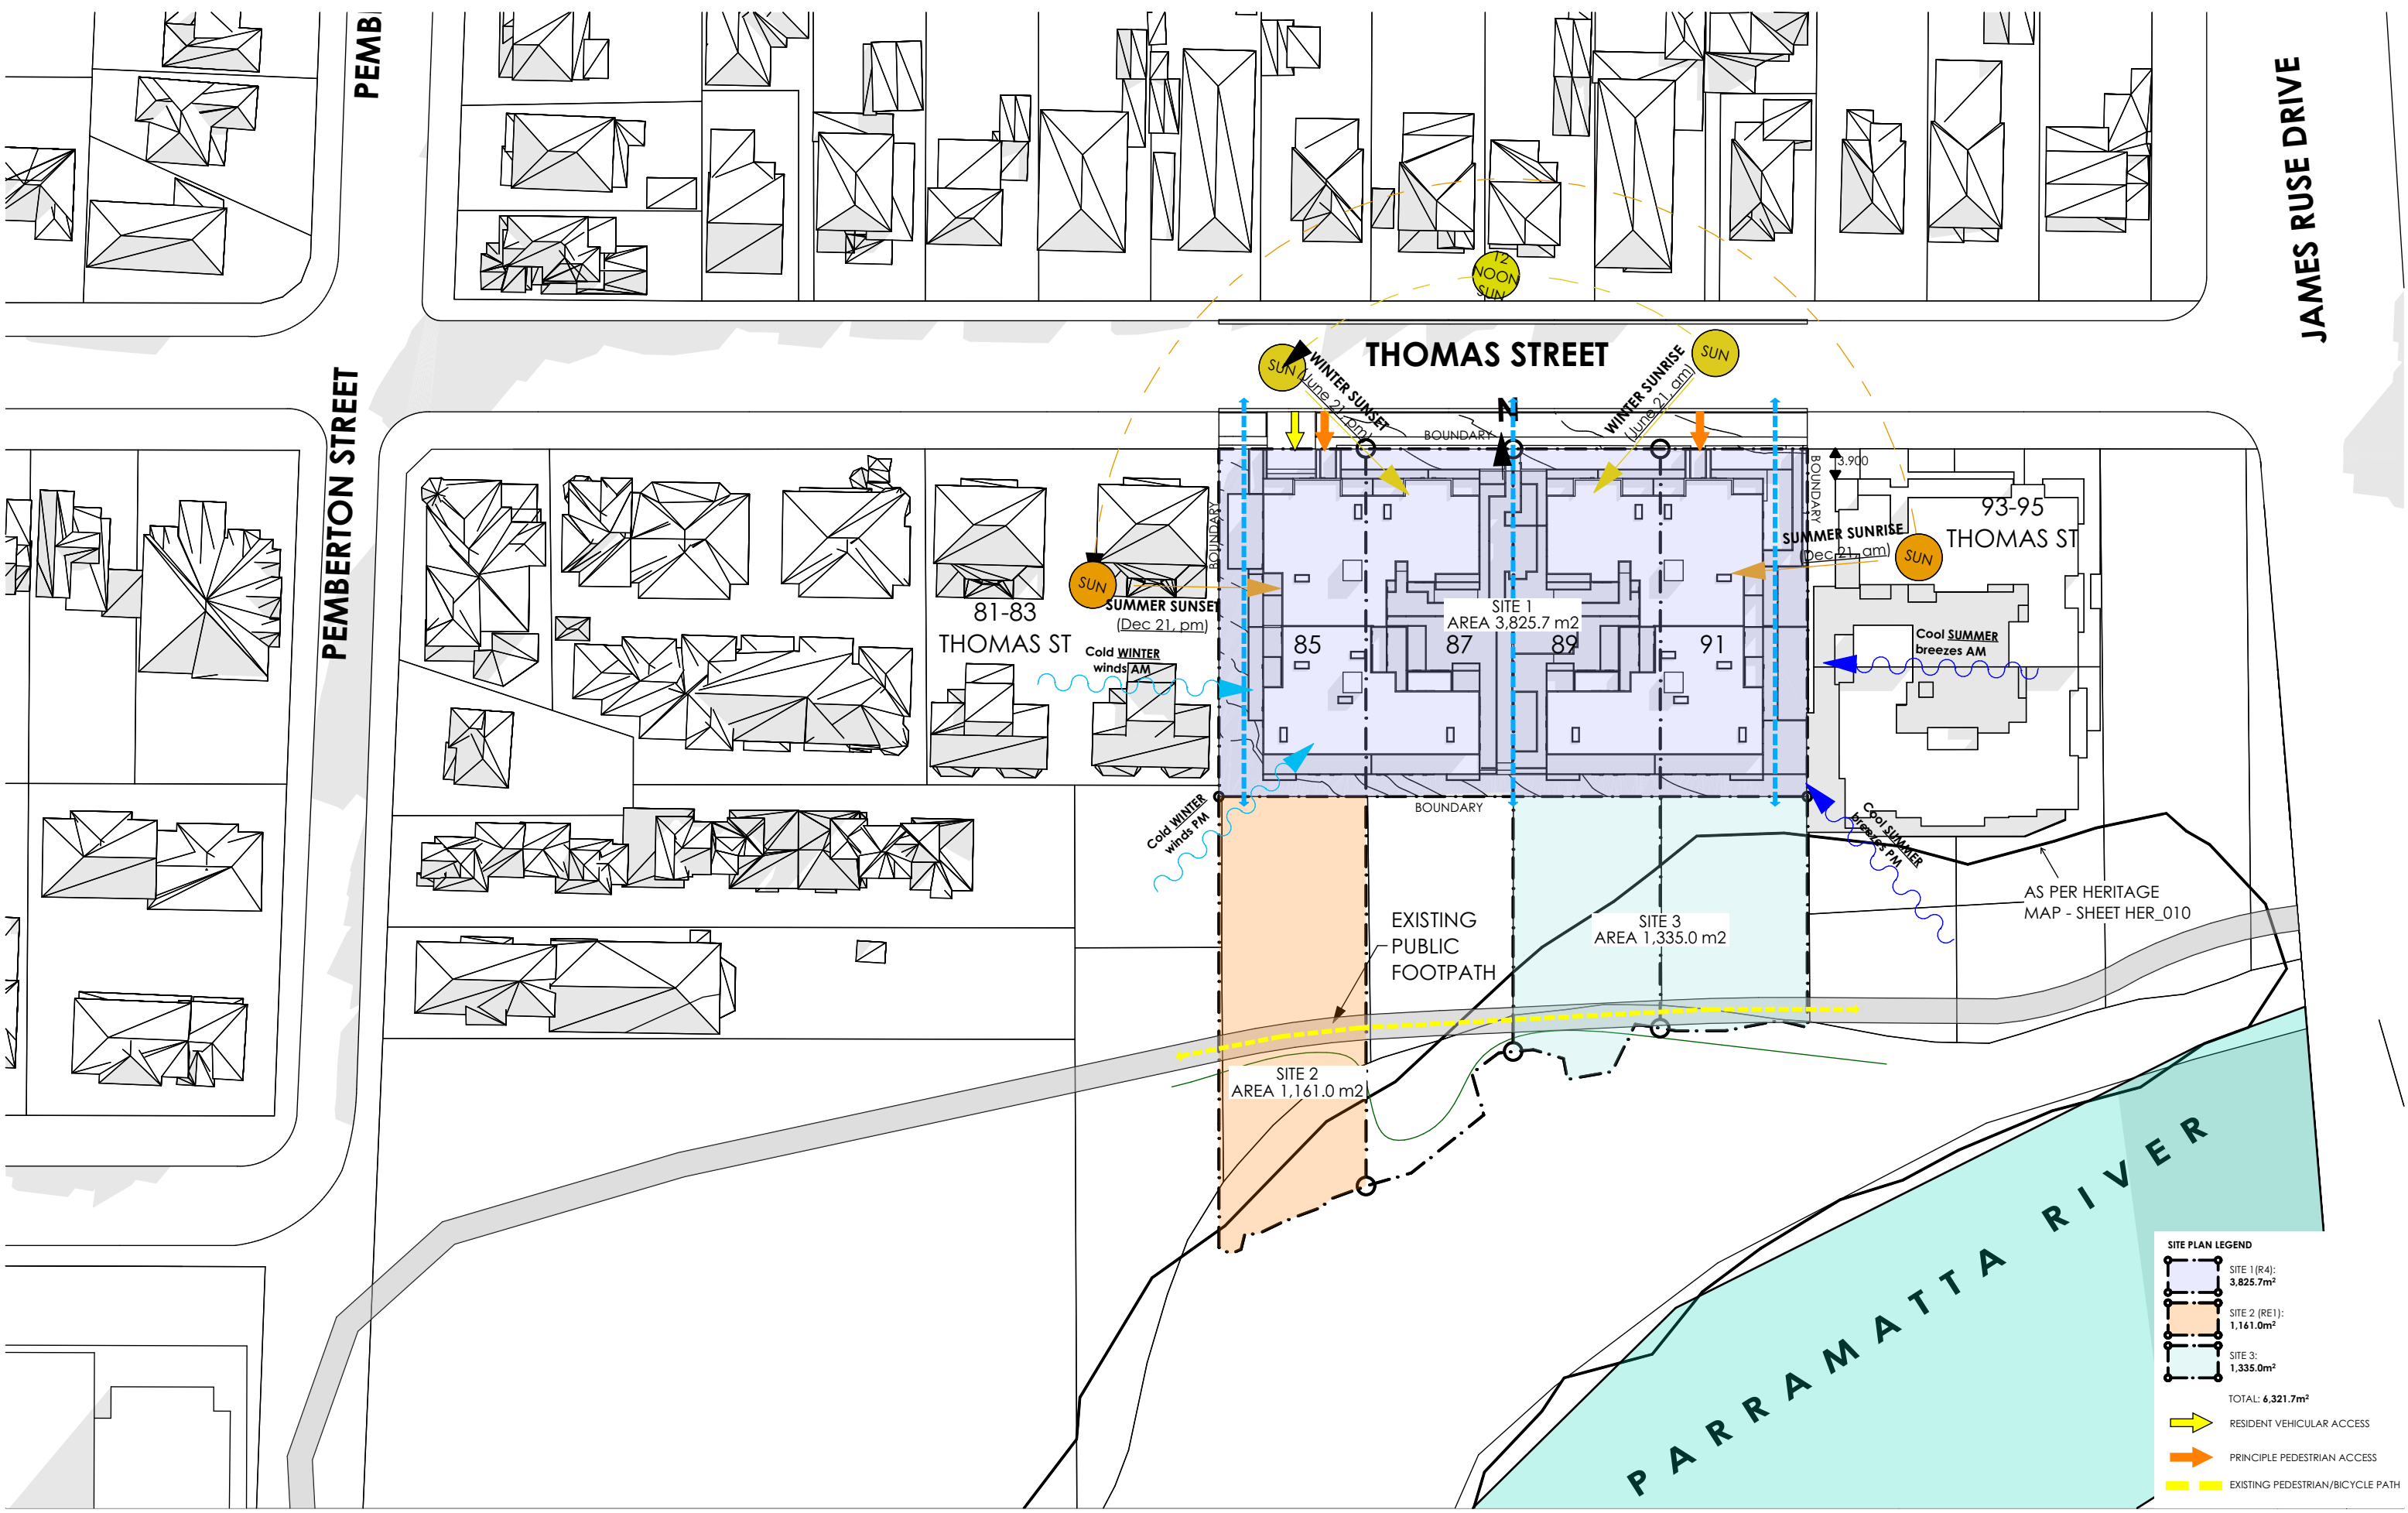 PEMB
JAMES RUSE DRIVE
12
NOON
SUN
THOMAS STREET
SUN
WINTER SUNSET
(June 21, pm)
WINTER SUNRISE
(June 21, am)
SUN
N
BOUNDARY
PEMBERTON STREET
BOUNDARY
BOUNDARY
3.900
93-95
THOMAS ST
SUMMER SUNRISE
(Dec 21, am)
SUN
SUN
SUMMER SUNSET
(Dec 21, pm)
81-83
THOMAS ST
Cold WINTER
winds AM
SITE 1
AREA 3,825.7 m2
85
87
89
91
Cool SUMMER
breezes AM
BOUNDARY
Cold WINTER
winds PM
Cool SUMMER
breezes PM
EXISTING
PUBLIC
FOOTPATH
SITE 3
AREA 1,335.0 m2
AS PER HERITAGE
MAP - SHEET HER_010
SITE 2
AREA 1,161.0 m2
PARRAMATTA RIVER
SITE PLAN LEGEND
SITE 1(R4):
3,825.7m²
SITE 2 (RE1):
1,161.0m²
SITE 3:
1,335.0m²
TOTAL: 6,321.7m²
RESIDENT VEHICULAR ACCESS
PRINCIPLE PEDESTRIAN ACCESS
EXISTING PEDESTRIAN/BICYCLE PATH